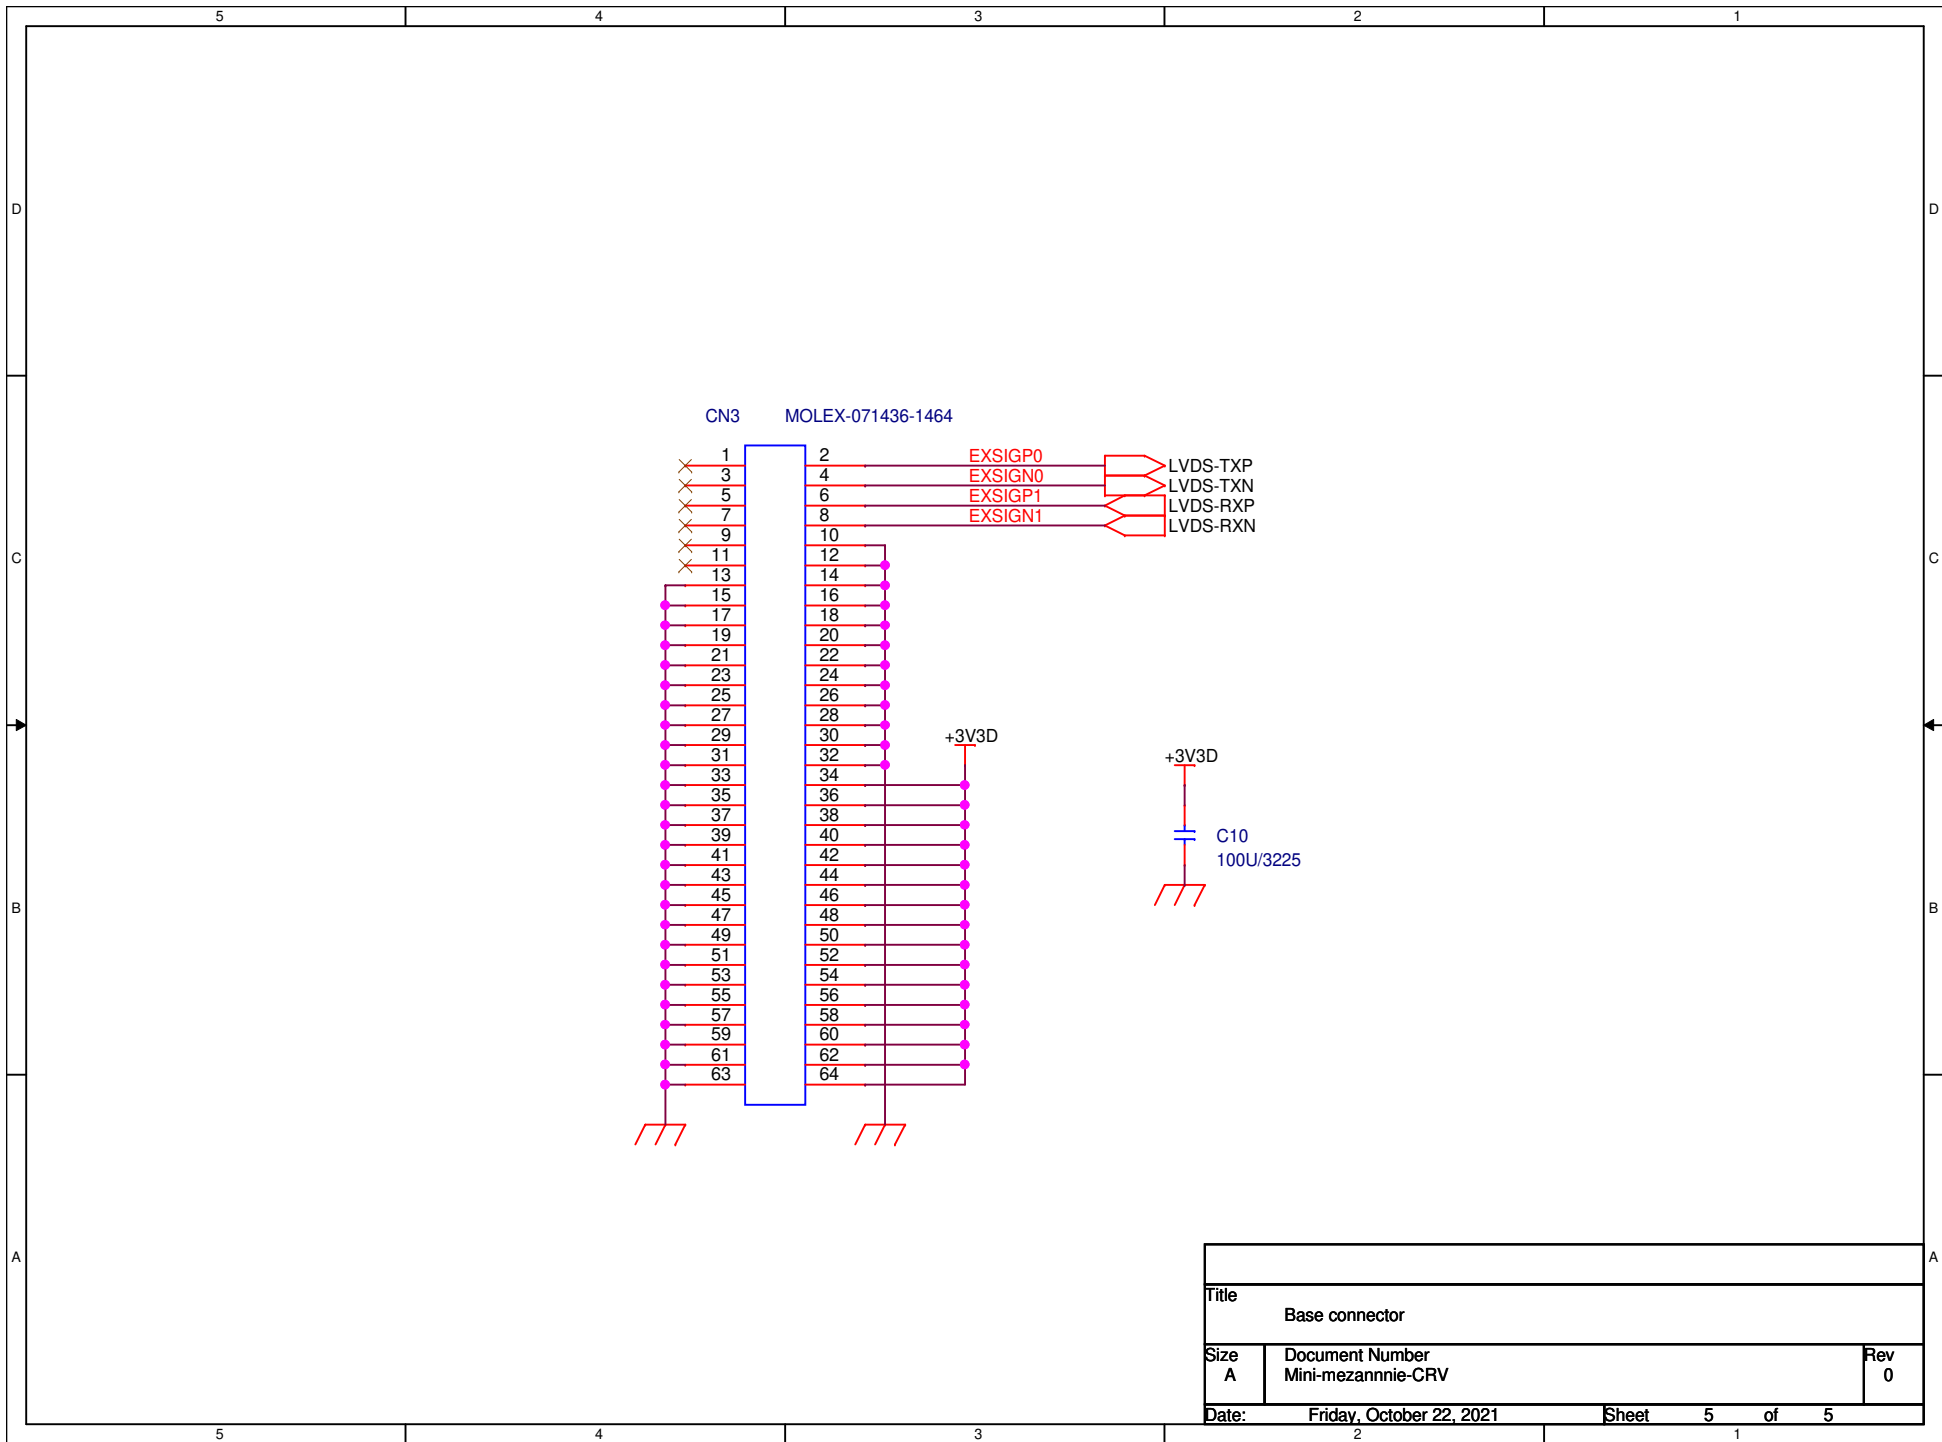 5 4 3 2 1
D D
CN3 MOLEX-071436-1464
1 2 EXSIGP0 LVDS-TXP
3 4 EXSIGN0 LVDS-TXN
5 6 EXSIGP1 LVDS-RXP
7 8 EXSIGN1 LVDS-RXN
9 10
C 11 12 C
13 14
15 16
17 18
19 20
21 22
23 24
25 26
27 28
29 30 +3V3D
31 32 +3V3D
33 34
35 36
37 38
39 40 C10
41 42 100U/3225
43 44
45 46
B 47 48 B
49 50
51 52
53 54
55 56
57 58
59 60
61 62
63 64
A A
Title
Base connector
Size Document Number Rev
A Mini-mezannnie-CRV 0
Date: Friday, October 22, 2021 Sheet 5 of 5
5 4 3 2 1